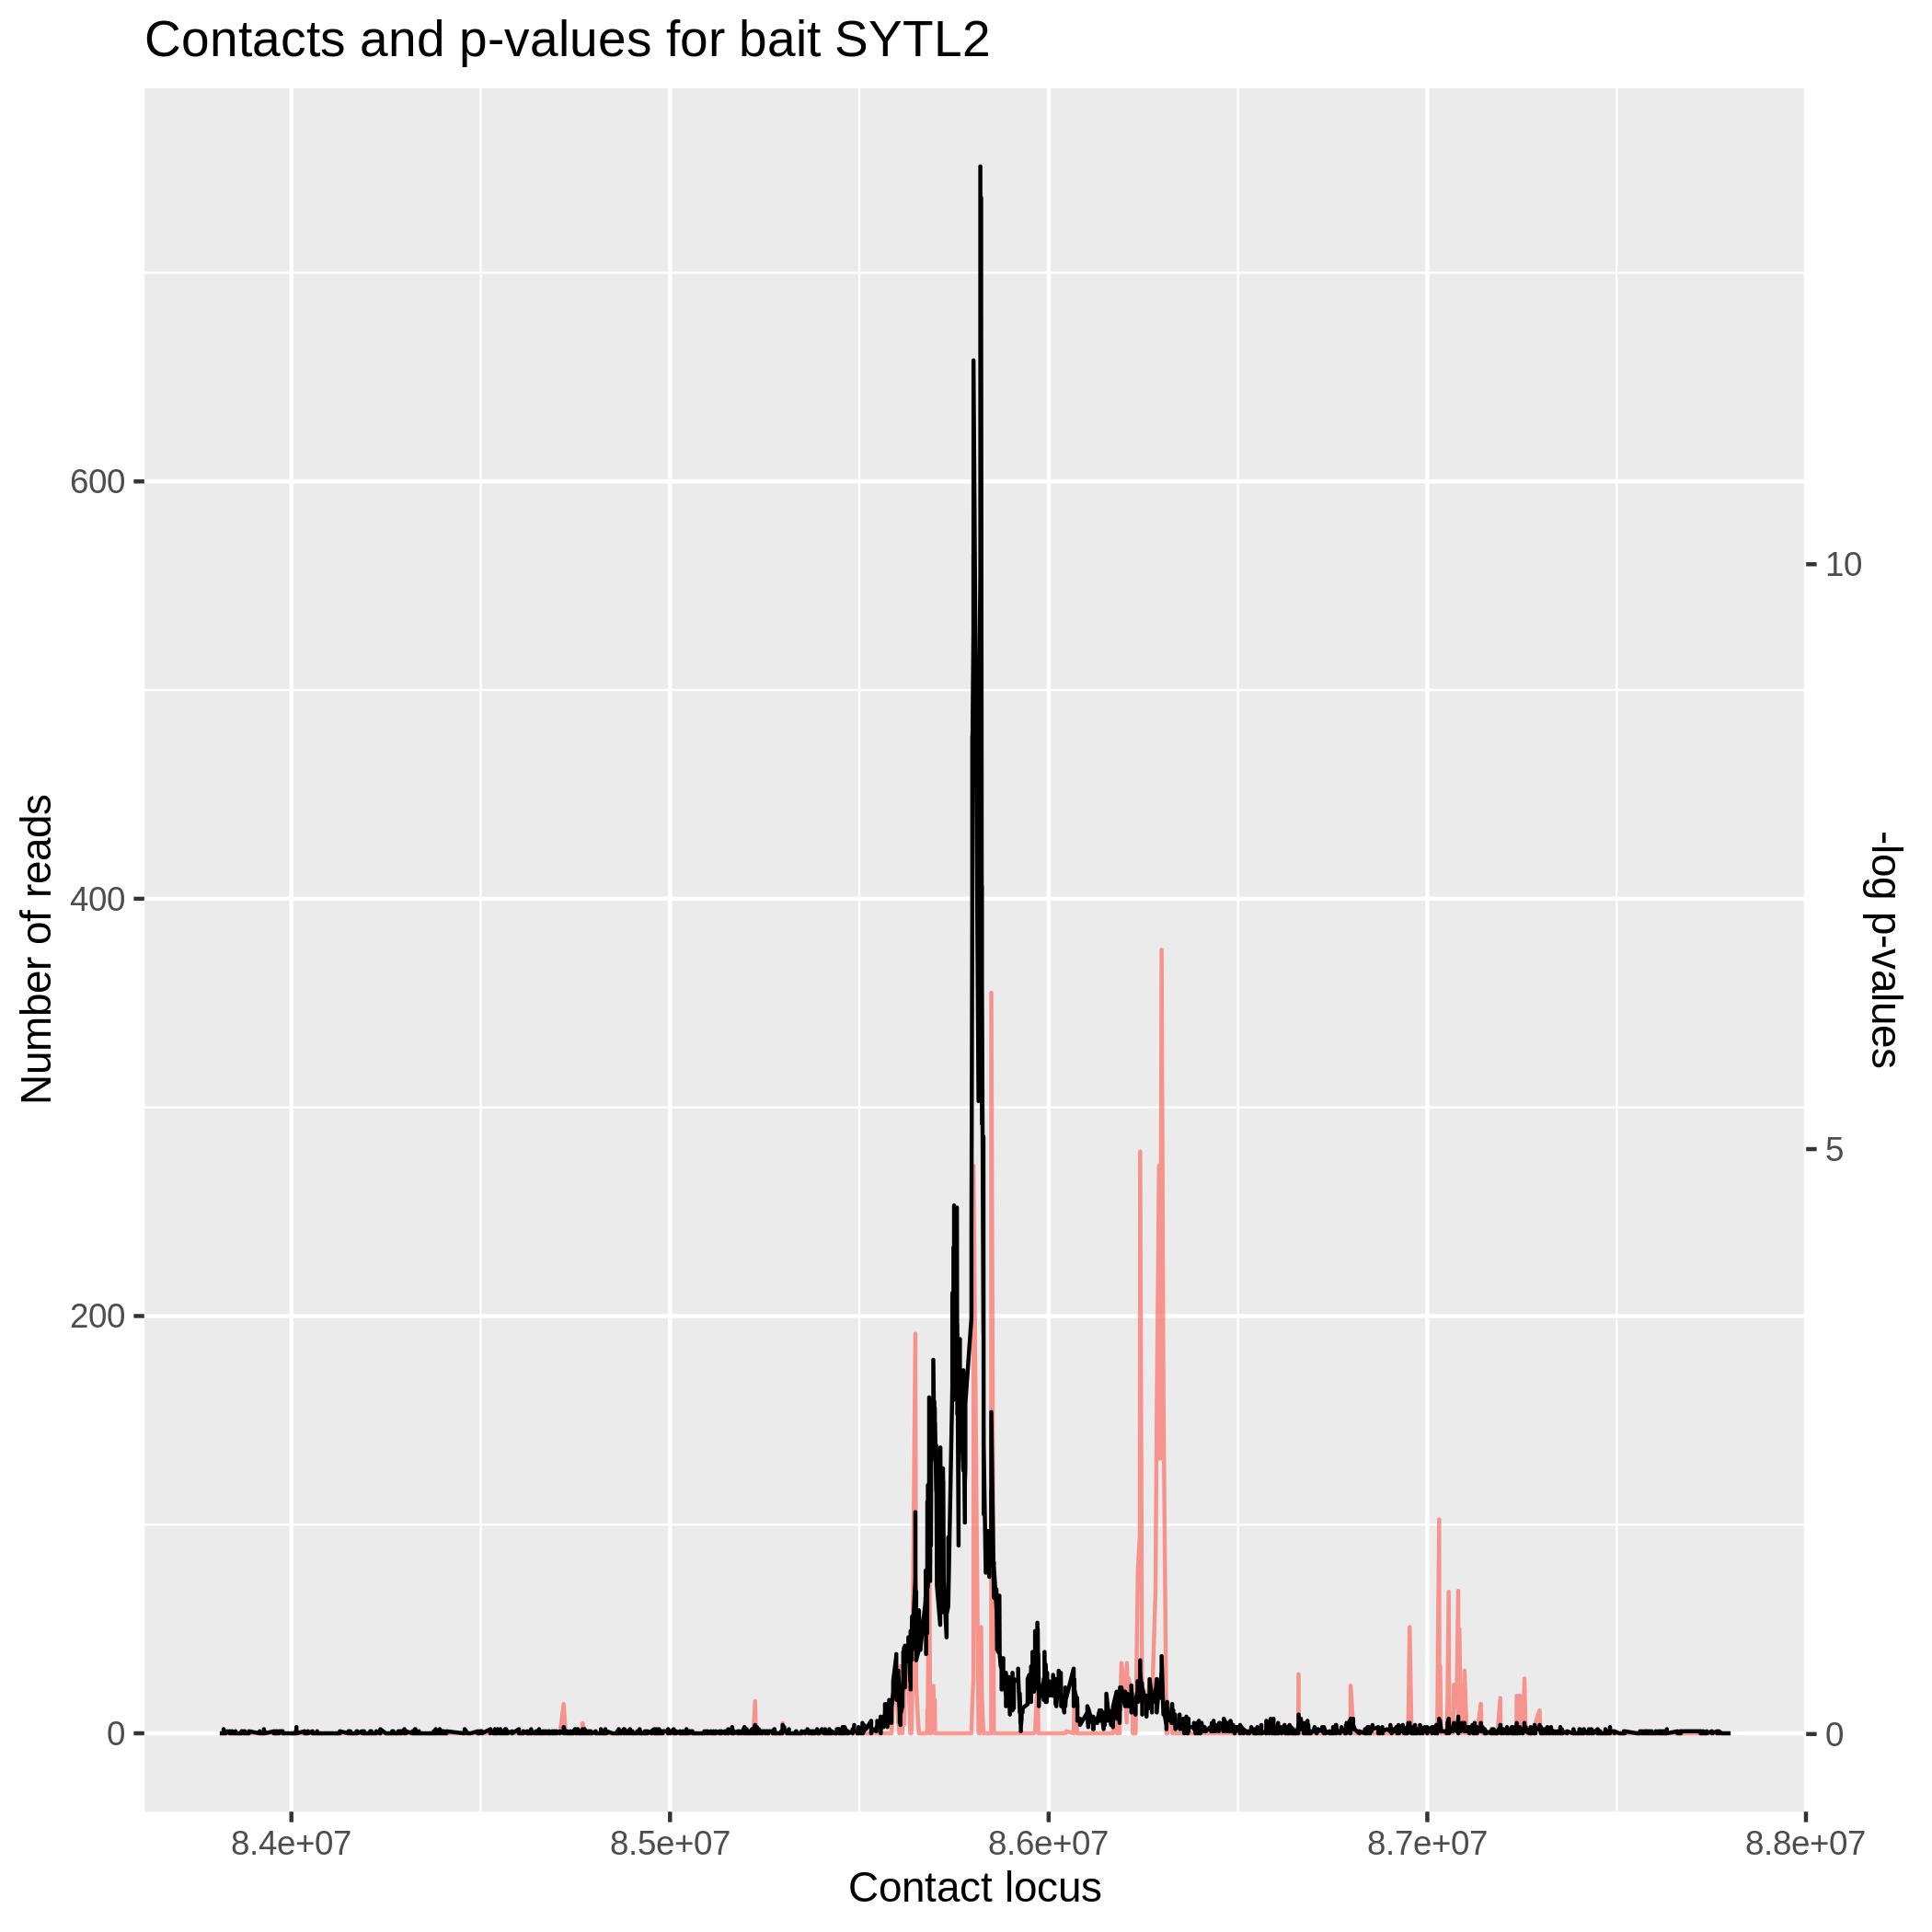 Contacts and p-values for bait SYTL2
Number of reads
600
400
200
0
10
5
0
-log p-values
8.4e+07
8.5e+07
8.6e+07
8.7e+07
8.8e+07
Contact locus